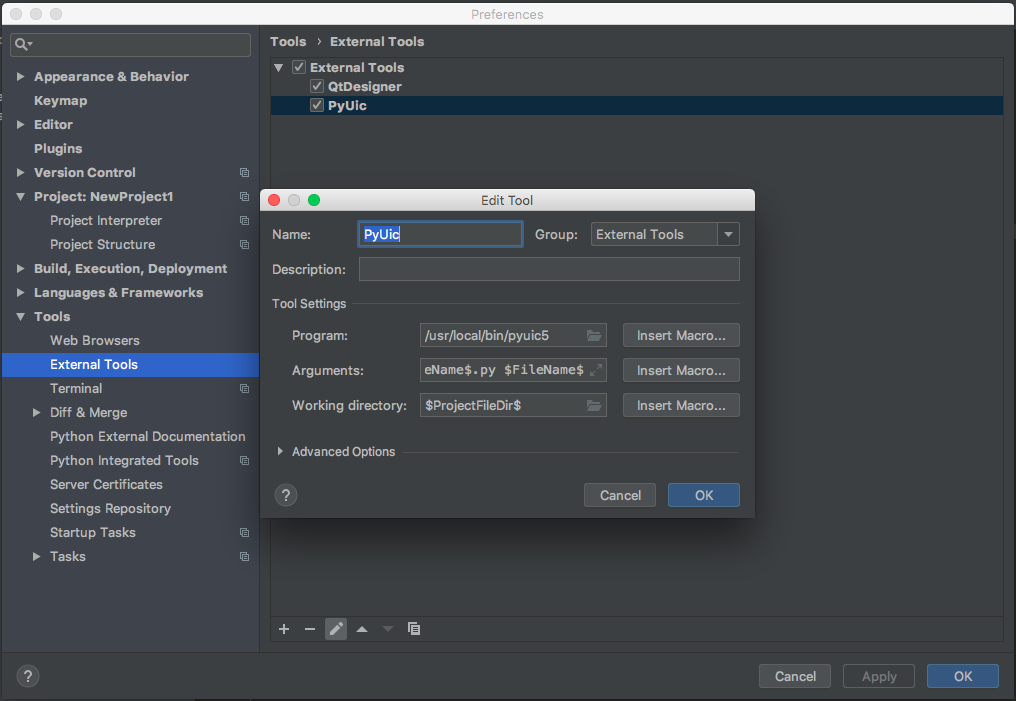 Preferences
Tools › External Tools
Appearance & Behavior
Keymap
Editor
Plugins
Version Control
Project: NewProject1
Project Interpreter
Project Structure
Build, Execution, Deployment
Languages & Frameworks
Tools
Web Browsers
External Tools
Terminal
Diff & Merge
Python External Documentation
Python Integrated Tools
Server Certificates
Settings Repository
Startup Tasks
Tasks
External Tools
QtDesigner
PyUic
Edit Tool
Name: PyUic Group: External Tools
Description:
Tool Settings
Program: /usr/local/bin/pyuic5 Insert Macro...
Arguments: eName$.py $FileName$ Insert Macro...
Working directory: $ProjectFileDir$ Insert Macro...
Advanced Options
? Cancel OK
? Cancel Apply OK